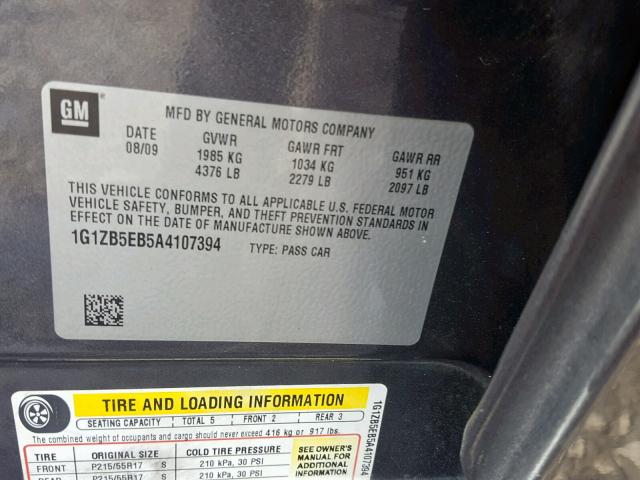 GM
MFD BY GENERAL MOTORS COMPANY
DATE GVWR GAWR FRT GAWR RR
08/09 1985 KG 1034 KG 951 KG
4376 LB 2279 LB 2097 LB
THIS VEHICLE CONFORMS TO ALL APPLICABLE U.S. FEDERAL MOTOR
VEHICLE SAFETY, BUMPER, AND THEFT PREVENTION STANDARDS IN
EFFECT ON THE DATE OF MANUFACTURE SHOWN ABOVE.
1G1ZB5EB5A4107394 TYPE: PASS CAR
TIRE AND LOADING INFORMATION
SEATING CAPACITY TOTAL 5 FRONT 2 REAR 3
The combined weight of occupants and cargo should never exceed 416 kg or 917 lbs.
TIRE ORIGINAL SIZE COLD TIRE PRESSURE
FRONT P215/55R17 S 210 kPa, 30 PSI
REAR P215/55R17 S 210 kPa, 30 PSI
SEE OWNER'S
MANUAL FOR
ADDITIONAL
INFORMATION
1G1ZB5EB5A4107394